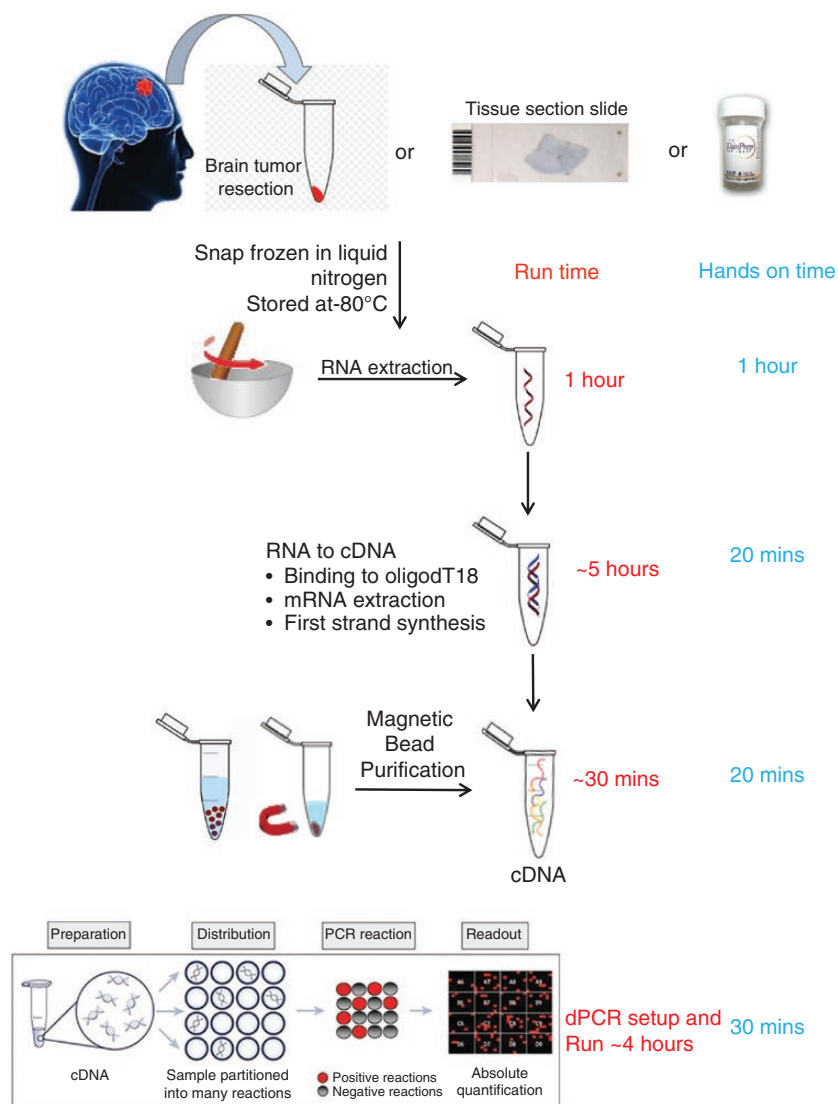 Tissue section slide
Brain tumor
resection
or
or
Snap frozen in liquid
nitrogen
Stored at-80°C
Run time
Hands on time
RNA extraction
1 hour
1 hour
RNA to cDNA
• Binding to oligodT18
• mRNA extraction
• First strand synthesis
~5 hours
20 mins
Magnetic
Bead
Purification
~30 mins
20 mins
cDNA
Preparation
Distribution
PCR reaction
Readout
cDNA
Sample partitioned
into many reactions
Positive reactions
Negative reactions
Absolute
quantification
dPCR setup and
Run ~4 hours
30 mins